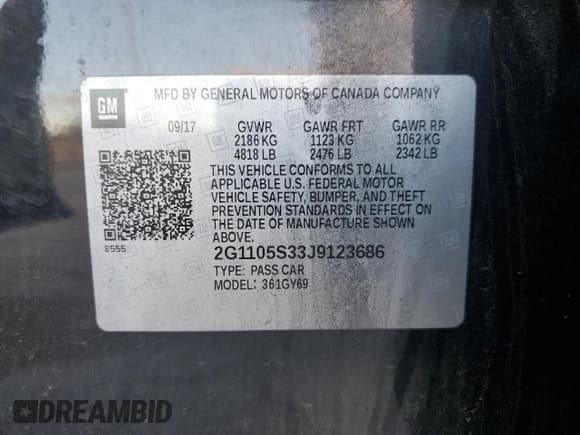 MFD BY GENERAL MOTORS OF CANADA COMPANY
GM
09/17 GVWR GAWR FRT GAWR RR
2186 KG 1123 KG 1062 KG
4818 LB 2476 LB 2342 LB
THIS VEHICLE CONFORMS TO ALL
APPLICABLE U.S. FEDERAL MOTOR
VEHICLE SAFETY, BUMPER, AND THEFT
PREVENTION STANDARDS IN EFFECT ON
THE DATE OF MANUFACTURE SHOWN
ABOVE.
8555
2G1105S33J9123686
TYPE: PASS CAR
MODEL: 361GY69
DREAMBID